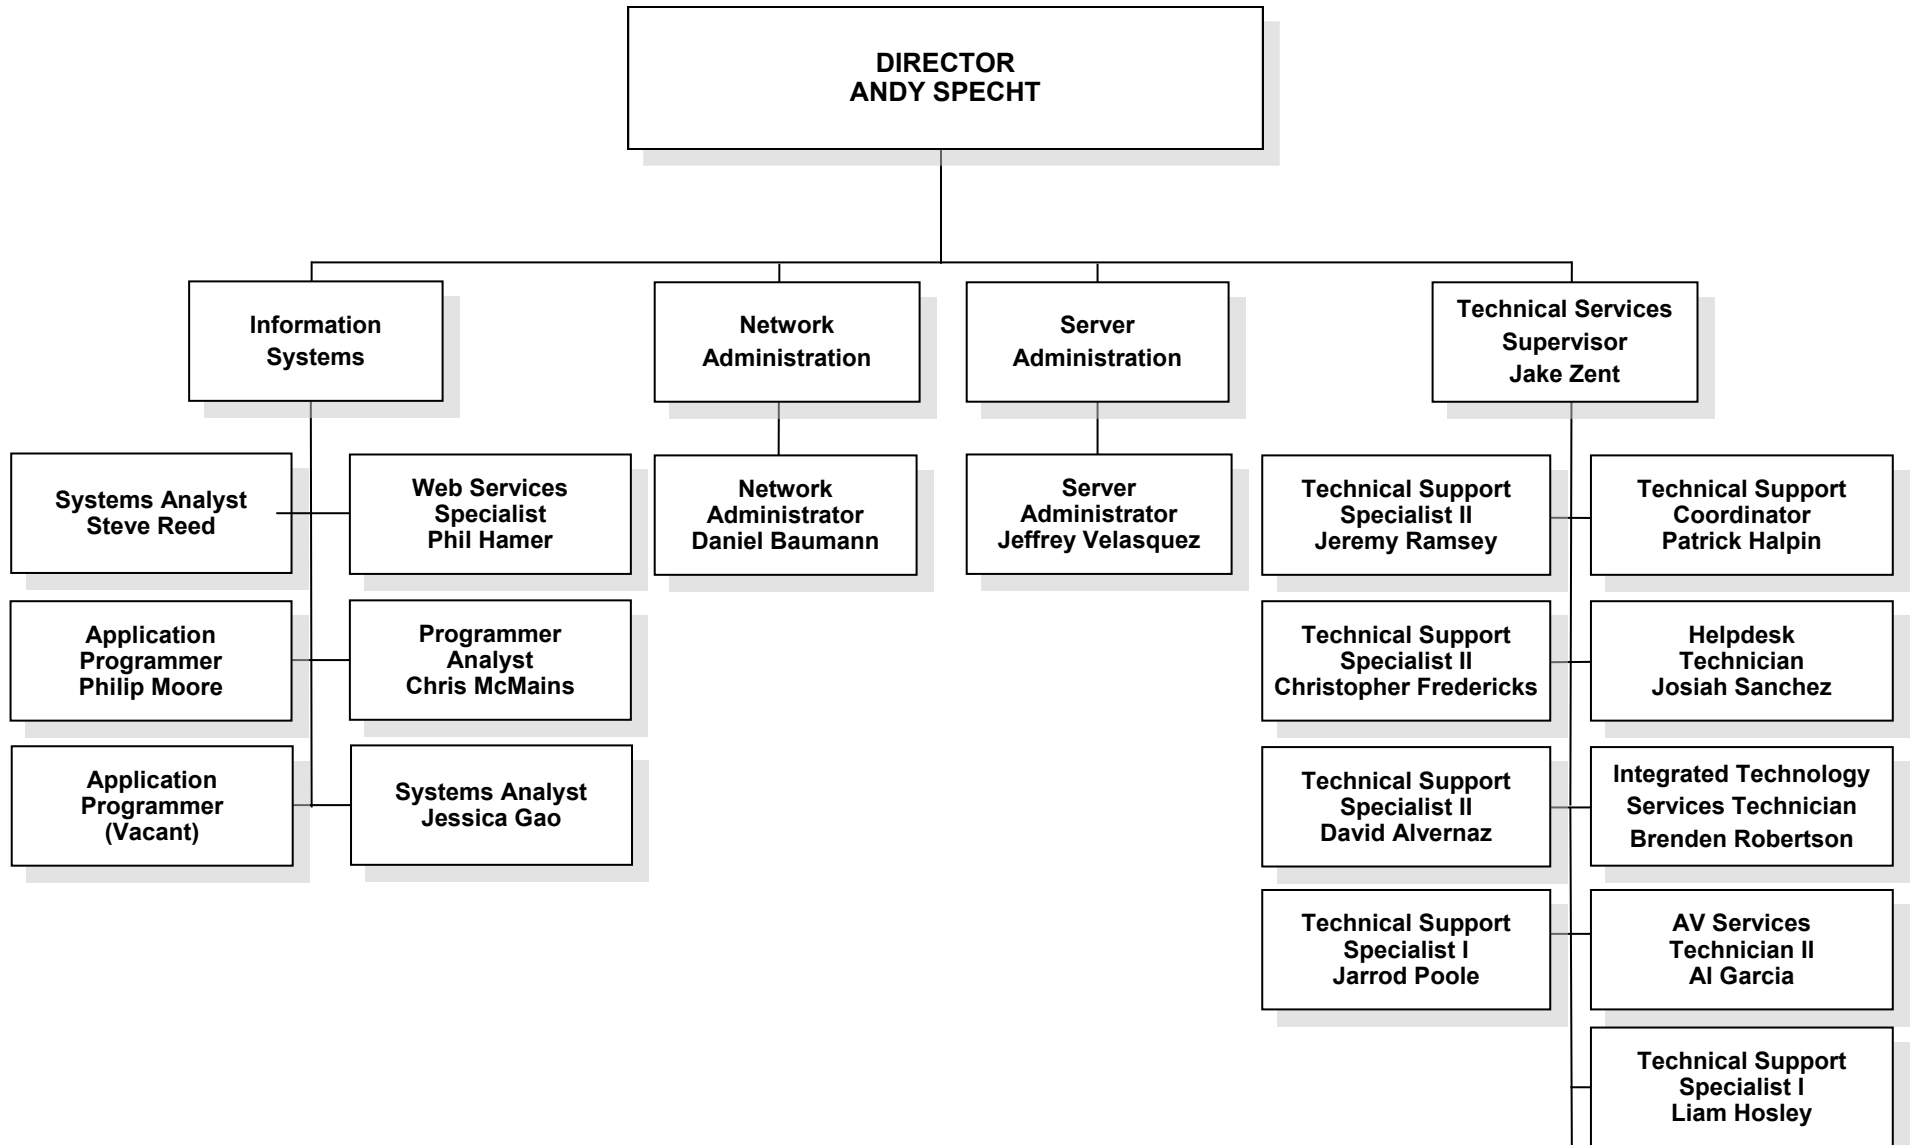 DIRECTOR
ANDY SPECHT
Information
Systems
Network
Administration
Server
Administration
Technical Services
Supervisor
Jake Zent
Systems Analyst
Steve Reed
Web Services
Specialist
Phil Hamer
Network
Administrator
Daniel Baumann
Server
Administrator
Jeffrey Velasquez
Technical Support
Specialist II
Jeremy Ramsey
Technical Support
Coordinator
Patrick Halpin
Application
Programmer
Philip Moore
Programmer
Analyst
Chris McMains
Technical Support
Specialist II
Christopher Fredericks
Helpdesk
Technician
Josiah Sanchez
Application
Programmer
(Vacant)
Systems Analyst
Jessica Gao
Technical Support
Specialist II
David Alvernaz
Integrated Technology
Services Technician
Brenden Robertson
Technical Support
Specialist I
Jarrod Poole
AV Services
Technician II
Al Garcia
Technical Support
Specialist I
Liam Hosley